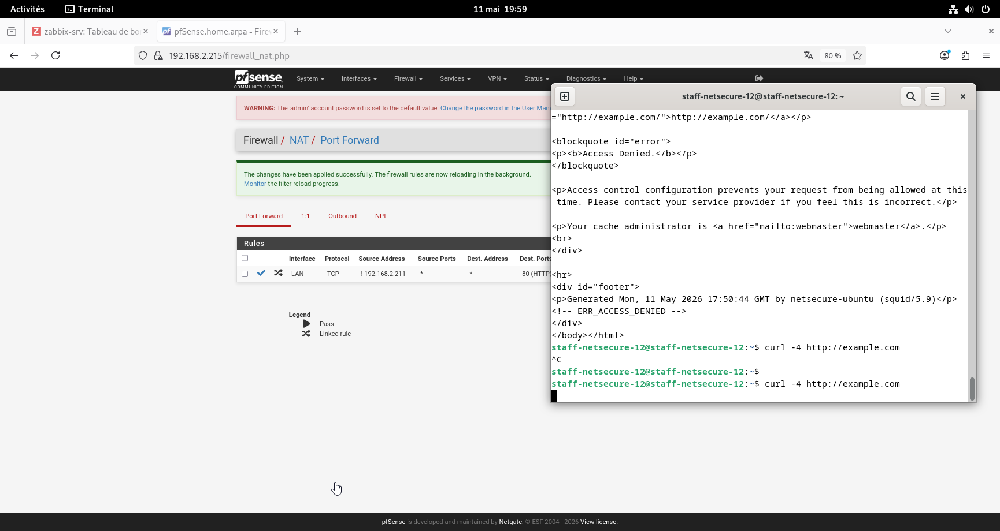 Activités
Terminal
11 mai 19:59
zabbix-srv: Tableau de bo
pfSense.home.arpa - Firew
192.168.2.215/firewall_nat.php
80 %
pfsense
COMMUNITY EDITION
System
Interfaces
Firewall
Services
VPN
Status
Diagnostics
Help
WARNING: The 'admin' account password is set to the default value. Change the password in the User Mana
Firewall / NAT / Port Forward
The changes have been applied successfully. The firewall rules are now reloading in the background.
Monitor the filter reload progress.
Port Forward
1:1
Outbound
NPt
Rules
Interface Protocol Source Address Source Ports Dest. Address Dest. Ports
LAN TCP ! 192.168.2.211 * * 80 (HTTP)
Legend
Pass
Linked rule
staff-netsecure-12@staff-netsecure-12: ~
="http://example.com/">http://example.com/</a></p>
<blockquote id="error">
<p><b>Access Denied.</b></p>
</blockquote>
<p>Access control configuration prevents your request from being allowed at this
time. Please contact your service provider if you feel this is incorrect.</p>
<p>Your cache administrator is <a href="mailto:webmaster">webmaster</a>.</p>
<br>
</div>
<hr>
<div id="footer">
<p>Generated Mon, 11 May 2026 17:50:44 GMT by netsecure-ubuntu (squid/5.9)</p>
<!-- ERR_ACCESS_DENIED -->
</div>
</body></html>
staff-netsecure-12@staff-netsecure-12:~$ curl -4 http://example.com
^C
staff-netsecure-12@staff-netsecure-12:~$
staff-netsecure-12@staff-netsecure-12:~$ curl -4 http://example.com
pfSense is developed and maintained by Netgate. © ESF 2004 - 2026 View license.